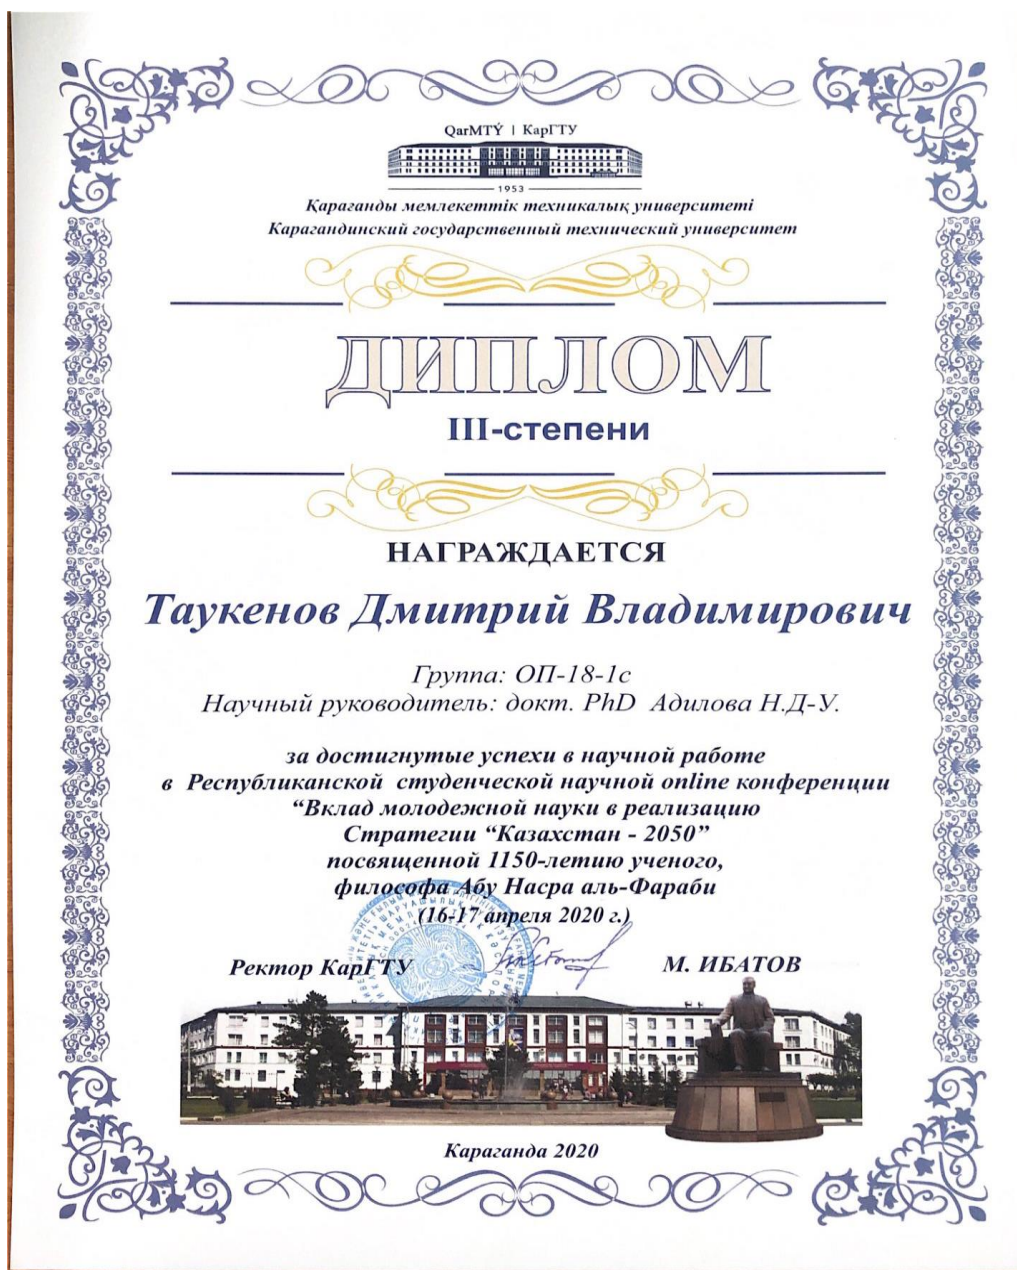 QarMTÝ | КарГТУ
1953
Қарағанды мемлекеттік техникалық университеті
Карагандинский государственный технический университет
ДИПЛОМ
III-степени
НАГРАЖДАЕТСЯ
Таукенов Дмитрий Владимирович
Группа: ОП-18-1с
Научный руководитель: докт. PhD Адилова Н.Д-У.
за достигнутые успехи в научной работе
в Республиканской студенческой научной online конференции
“Вклад молодежной науки в реализацию
Стратегии “Казахстан - 2050”
посвященной 1150-летию ученого,
философа Абу Насра аль-Фараби
(16-17 апреля 2020 г.)
Ректор КарГТУ М. ИБАТОВ
Караганда 2020